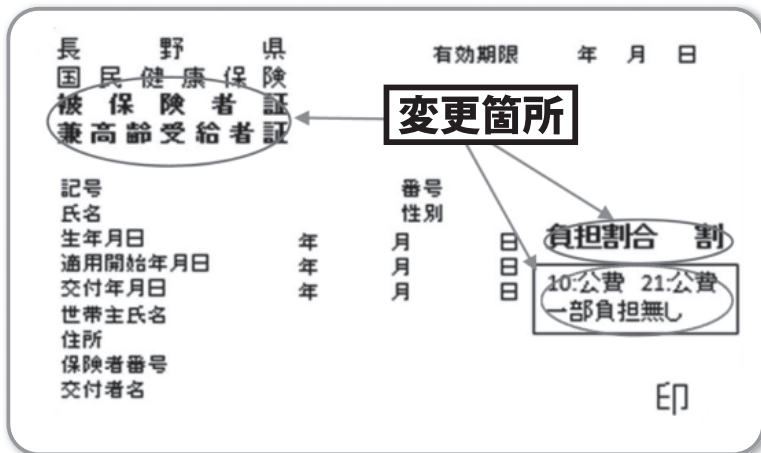 長野県
国民健康保険
被保険者証
兼高齢受給者証
有効期限 年 月 日
変更箇所
記号 番号
氏名 性別
生年月日 年 月 日
適用開始年月日 年 月 日
交付年月日 年 月 日
世帯主氏名
住所
保険者番号
交付者名
負担割合 割
10:公費 21:公費
一部負担無し
印